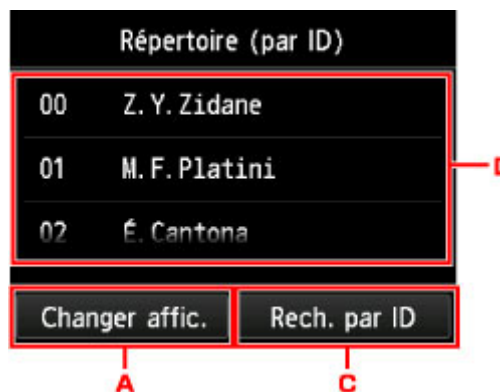 Répertoire (par ID)
00 Z.Y.Zidane
01 M.F.Platini
02 É.Cantona
Changer affic. Rech. par ID
A C